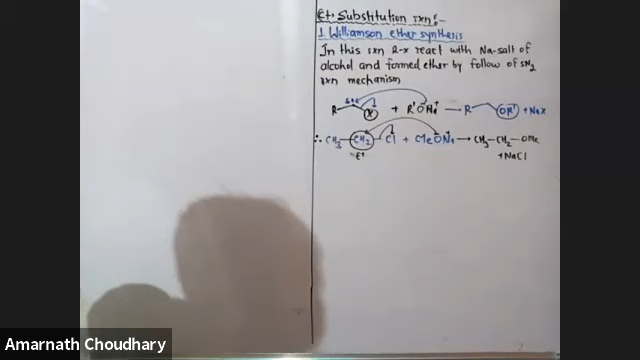 Et. Substitution rxn:-
1. Williamson ether synthesis
In this rxn R-x react with Na-salt of
alcohol and formed ether by follow of SN2
rxn mechanism
R X + R'ONa+ → R OR' + Nax
∴ CH3-CH2-Cl + MeONa+ → CH3-CH2-OMe
E+ + NaCl
Amarnath Choudhary